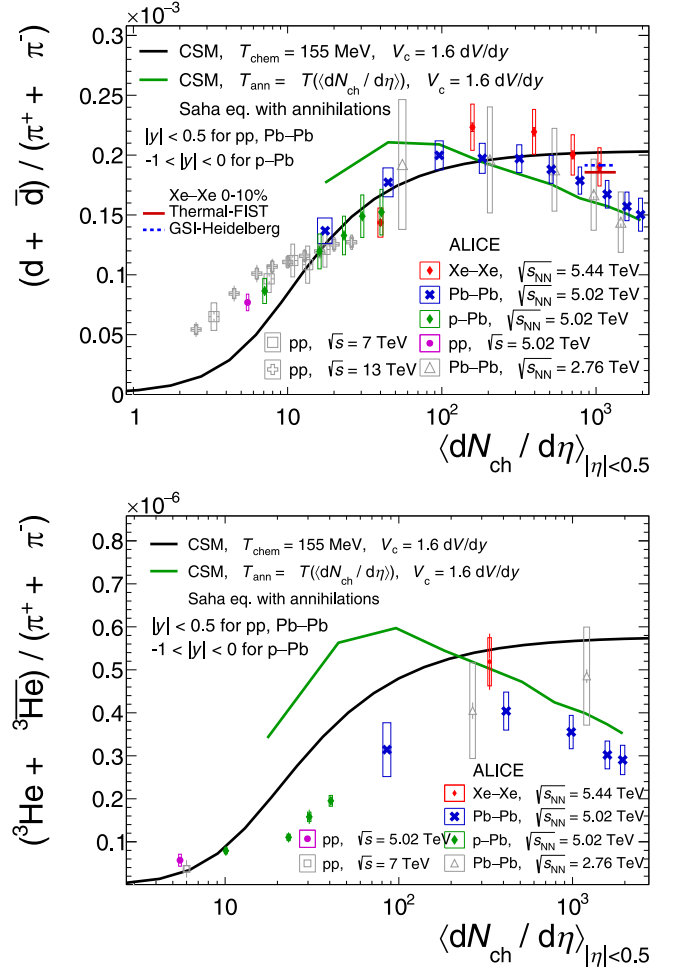 ×10⁻³
0.3
0.25
0.2
0.15
0.1
0.05
0
(d + d̄) / (π⁺ + π⁻)
CSM, T_chem = 155 MeV, V_c = 1.6 dV/dy
CSM, T_ann = T(⟨dN_ch / dη⟩), V_c = 1.6 dV/dy
Saha eq. with annihilations
|y| < 0.5 for pp, Pb–Pb
-1 < |y| < 0 for p–Pb
Xe–Xe 0-10%
Thermal-FIST
GSI-Heidelberg
ALICE
Xe–Xe, √s_NN = 5.44 TeV
Pb–Pb, √s_NN = 5.02 TeV
p–Pb, √s_NN = 5.02 TeV
pp, √s = 7 TeV
pp √s = 5.02 TeV
pp, √s = 13 TeV
Pb–Pb, √s_NN = 2.76 TeV
1 10 10² 10³
⟨dN_ch / dη⟩_|η|<0.5
×10⁻⁶
0.8
0.7
0.6
0.5
0.4
0.3
0.2
0.1
(³He + ³H̅e̅) / (π⁺ + π⁻)
CSM, T_chem = 155 MeV, V_c = 1.6 dV/dy
CSM, T_ann = T(⟨dN_ch / dη⟩), V_c = 1.6 dV/dy
Saha eq. with annihilations
|y| < 0.5 for pp, Pb–Pb
-1 < |y| < 0 for p–Pb
ALICE
Xe–Xe, √s_NN = 5.44 TeV
Pb–Pb, √s_NN = 5.02 TeV
pp, √s = 5.02 TeV
p–Pb, √s_NN = 5.02 TeV
pp, √s = 7 TeV
Pb–Pb, √s_NN = 2.76 TeV
10 10² 10³
⟨dN_ch / dη⟩_|η|<0.5